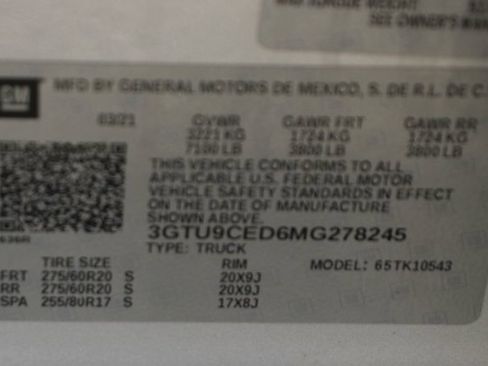 SEE OWNER'S
GM
MFD BY GENERAL MOTORS DE MEXICO, S. DE R.L. DE C.
03/21 GVWR GAWR FRT GAWR RR
3221 KG 1724 KG 1724 KG
7100 LB 3800 LB 3800 LB
THIS VEHICLE CONFORMS TO ALL
APPLICABLE U.S. FEDERAL MOTOR
VEHICLE SAFETY STANDARDS IN EFFECT
ON THE DATE OF MANUFACTURE
SHOWN ABOVE.
3GTU9CED6MG278245
TYPE: TRUCK
TIRE SIZE RIM MODEL: 65TK10543
FRT 275/60R20 S 20X9J
RR 275/60R20 S 20X9J
SPA 255/80R17 S 17X8J